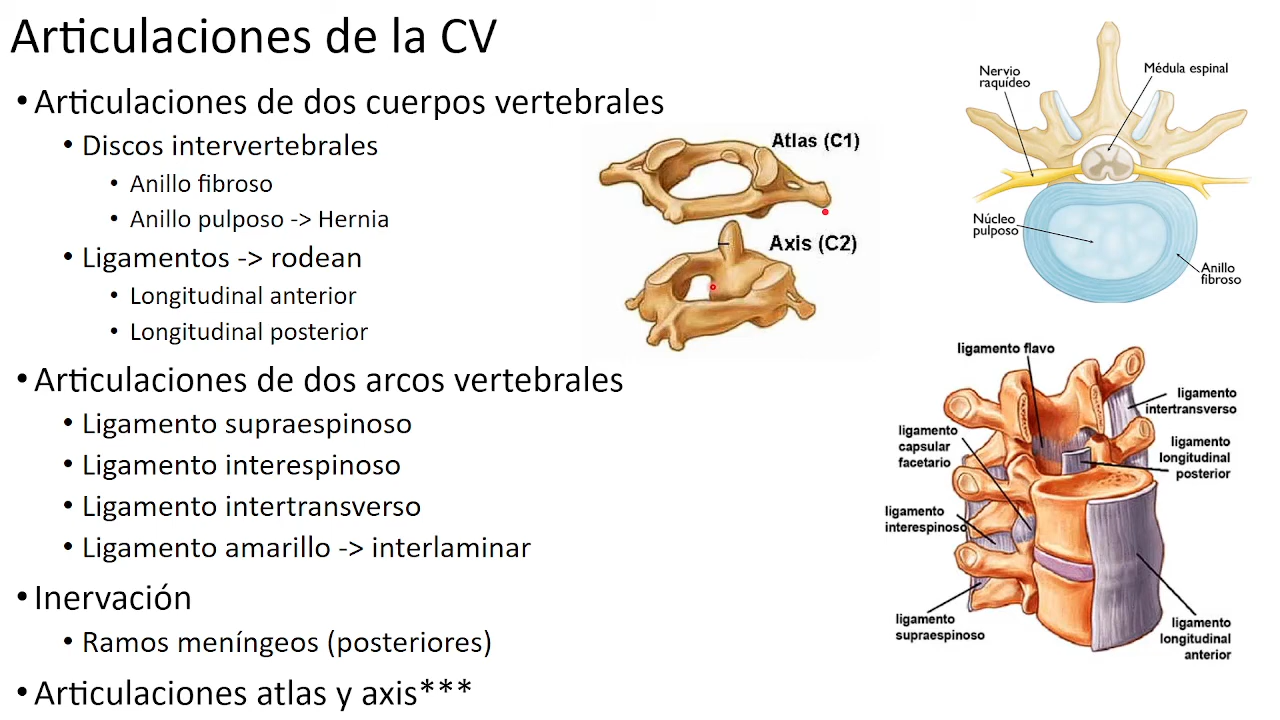 Articulaciones de la CV
• Articulaciones de dos cuerpos vertebrales
• Discos intervertebrales
• Anillo fibroso
• Anillo pulposo -> Hernia
• Ligamentos -> rodean
• Longitudinal anterior
• Longitudinal posterior
• Articulaciones de dos arcos vertebrales
• Ligamento supraespinoso
• Ligamento interespinoso
• Ligamento intertransverso
• Ligamento amarillo -> interlaminar
• Inervación
• Ramos meníngeos (posteriores)
• Articulaciones atlas y axis***
Atlas (C1)
Axis (C2)
Nervio
raquídeo
Médula espinal
Núcleo
pulposo
Anillo
fibroso
ligamento flavo
ligamento
intertransverso
ligamento
capsular
facetario
ligamento
longitudinal
posterior
ligamento
interespinoso
ligamento
supraespinoso
ligamento
longitudinal
anterior